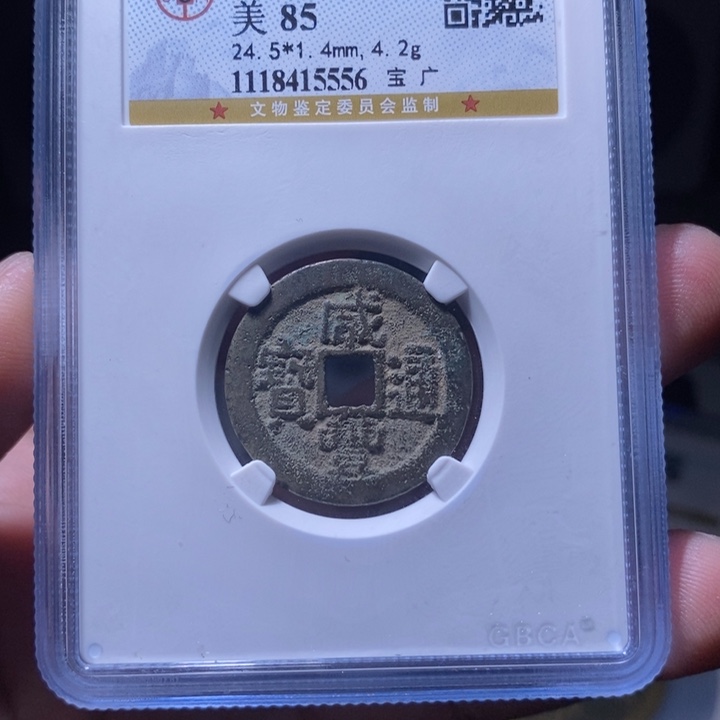 美 85
24.5*1.4mm, 4.2g
1118415556 宝 广
文物鉴定委员会监制
咸
寳 通
豐
GBCA